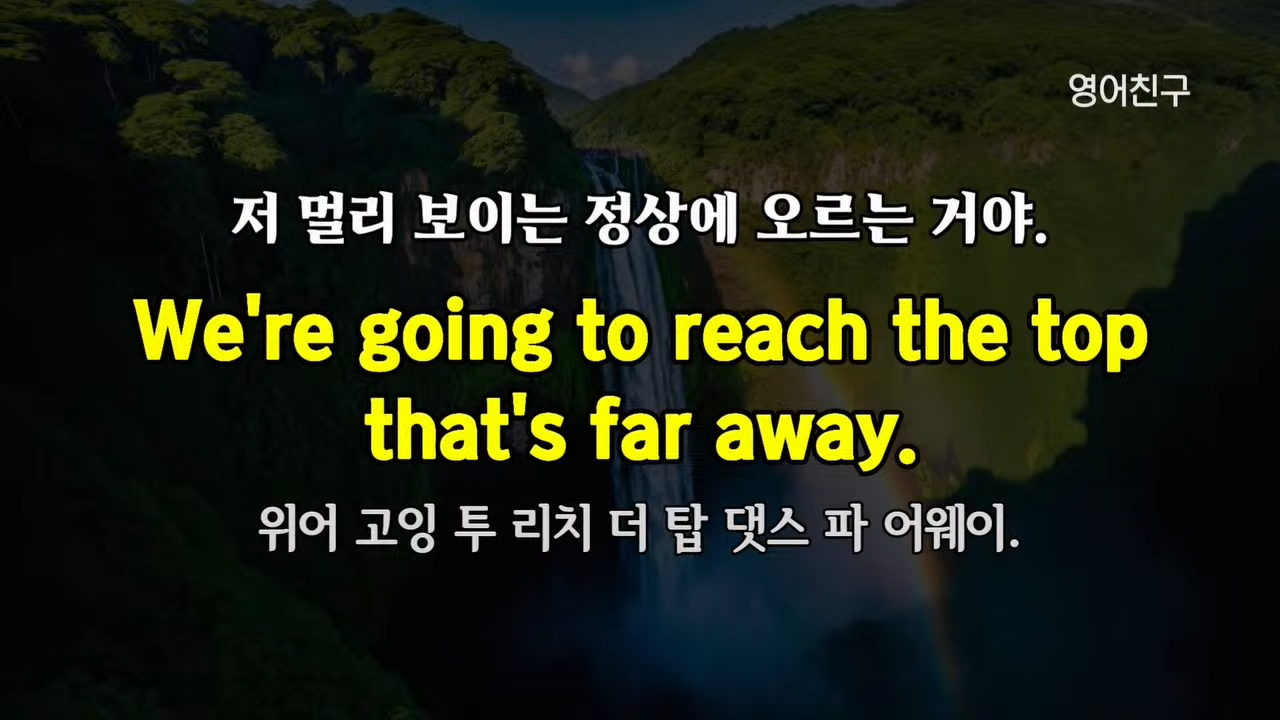 영어친구
저 멀리 보이는 정상에 오르는 거야.
We're going to reach the top
that's far away.
위어 고잉 투 리치 더 탑 댓스 파 어웨이.